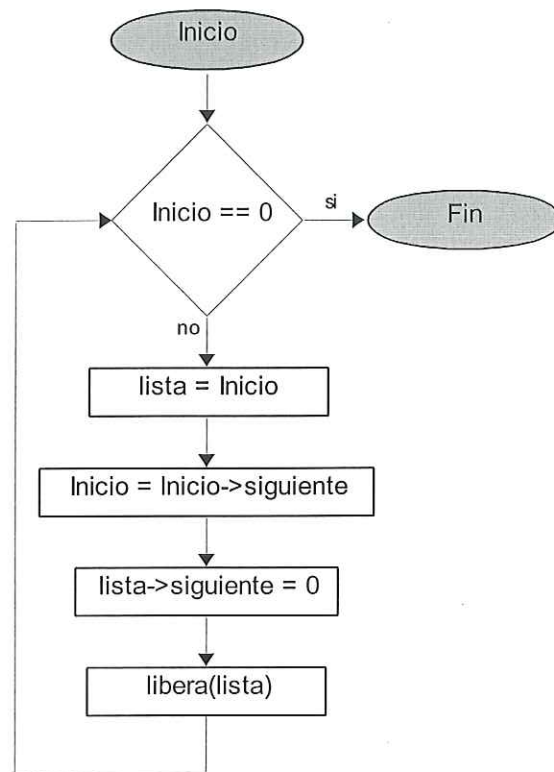 Inicio
Inicio == 0
si
Fin
no
lista = Inicio
Inicio = Inicio->siguiente
lista->siguiente = 0
libera(lista)